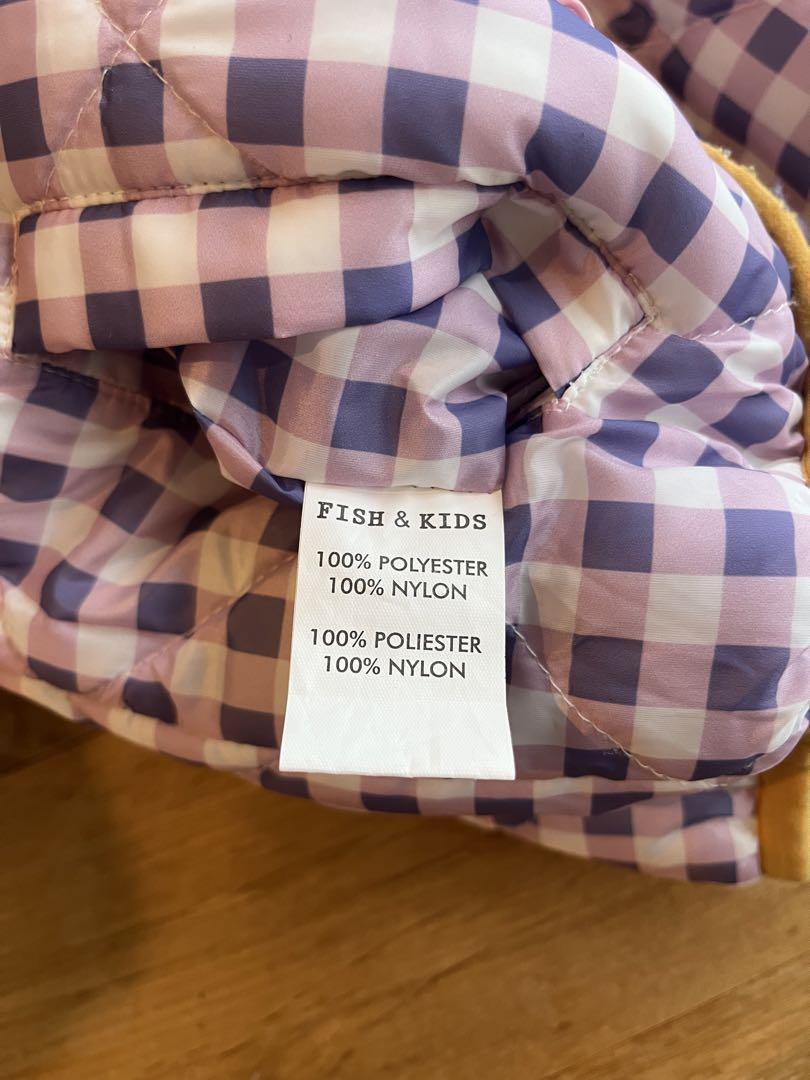 FISH & KIDS
100% POLYESTER
100% NYLON
100% POLIESTER
100% NYLON